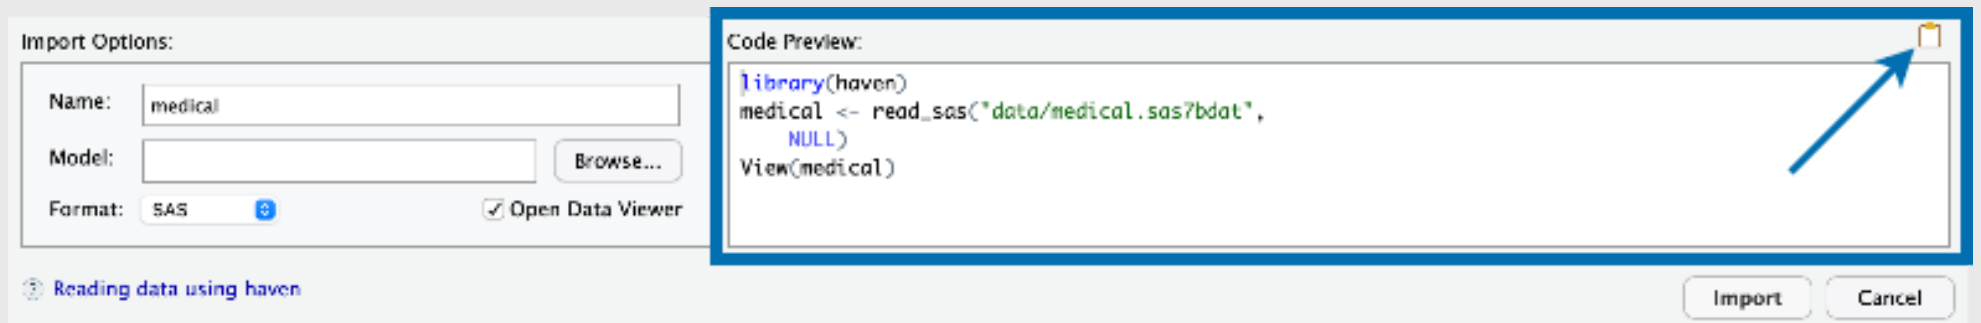 Import Options:
Name: medical
Model: Browse...
Format: SAS Open Data Viewer
Reading data using haven
Code Preview:
library(haven)
medical <- read_sas("data/medical.sas7bdat",
    NULL)
View(medical)
Import Cancel